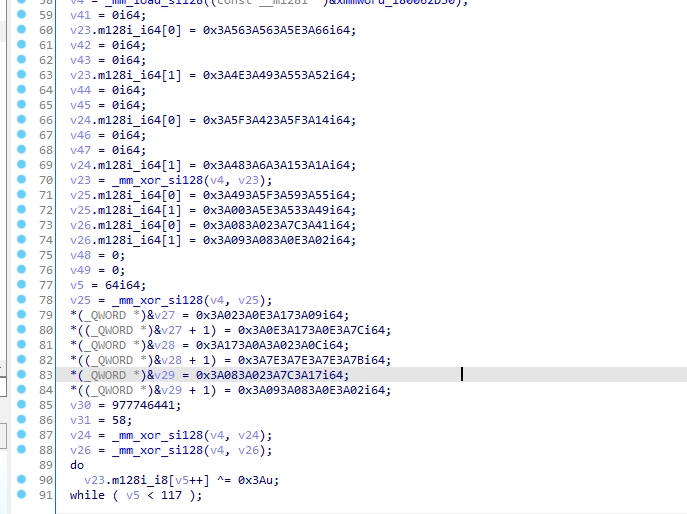 59 v41 = 0i64;
60 v23.m128i_i64[0] = 0x3A563A563A5E3A66i64;
61 v42 = 0i64;
62 v43 = 0i64;
63 v23.m128i_i64[1] = 0x3A4E3A493A553A52i64;
64 v44 = 0i64;
65 v45 = 0i64;
66 v24.m128i_i64[0] = 0x3A5F3A423A5F3A14i64;
67 v46 = 0i64;
68 v47 = 0i64;
69 v24.m128i_i64[1] = 0x3A483A6A3A153A1Ai64;
70 v23 = _mm_xor_si128(v4, v23);
71 v25.m128i_i64[0] = 0x3A493A5F3A593A55i64;
72 v25.m128i_i64[1] = 0x3A003A5E3A533A49i64;
73 v26.m128i_i64[0] = 0x3A083A023A7C3A41i64;
74 v26.m128i_i64[1] = 0x3A093A083A0E3A02i64;
75 v48 = 0;
76 v49 = 0;
77 v5 = 64i64;
78 v25 = _mm_xor_si128(v4, v25);
79 *(_QWORD *)&v27 = 0x3A023A0E3A173A09i64;
80 *((_QWORD *)&v27 + 1) = 0x3A0E3A173A0E3A7Ci64;
81 *(_QWORD *)&v28 = 0x3A173A0A3A023A0Ci64;
82 *((_QWORD *)&v28 + 1) = 0x3A7E3A7E3A7E3A7Bi64;
83 *(_QWORD *)&v29 = 0x3A083A023A7C3A17i64;
84 *((_QWORD *)&v29 + 1) = 0x3A093A083A0E3A02i64;
85 v30 = 977746441;
86 v31 = 58;
87 v24 = _mm_xor_si128(v4, v24);
88 v26 = _mm_xor_si128(v4, v26);
89 do
90 v23.m128i_i8[v5++] ^= 0x3Au;
91 while ( v5 < 117 );